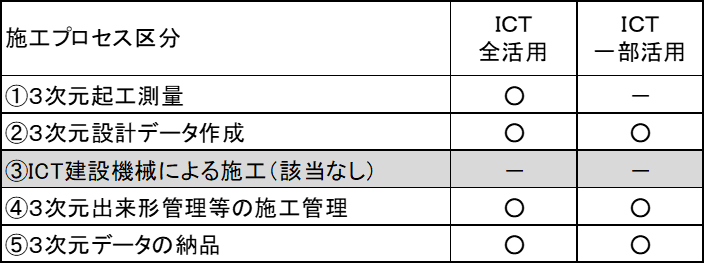 施工プロセス区分 ICT 全活用 ICT 一部活用
①3次元起工測量 ○ －
②3次元設計データ作成 ○ ○
③ICT建設機械による施工（該当なし） － －
④3次元出来形管理等の施工管理 ○ ○
⑤3次元データの納品 ○ ○